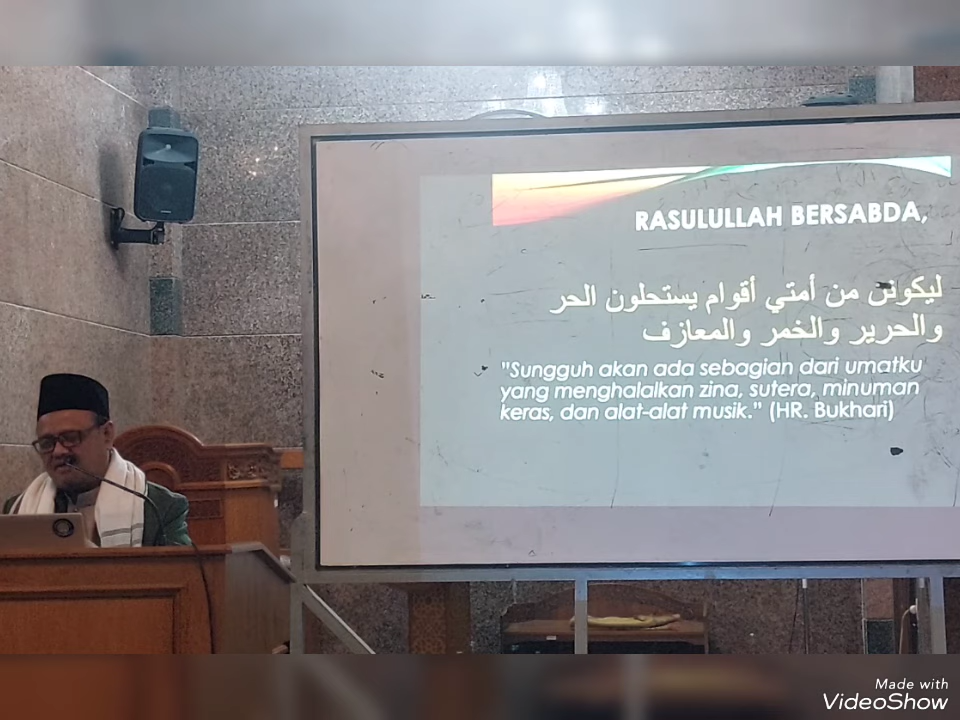 RASULULLAH BERSABDA,
ليكونن من أمتي أقوام يستحلون الحر
والحرير والخمر والمعازف
"Sungguh akan ada sebagian dari umatku
yang menghalalkan zina, sutera, minuman
keras, dan alat-alat musik." (HR. Bukhari)
Made with
VideoShow